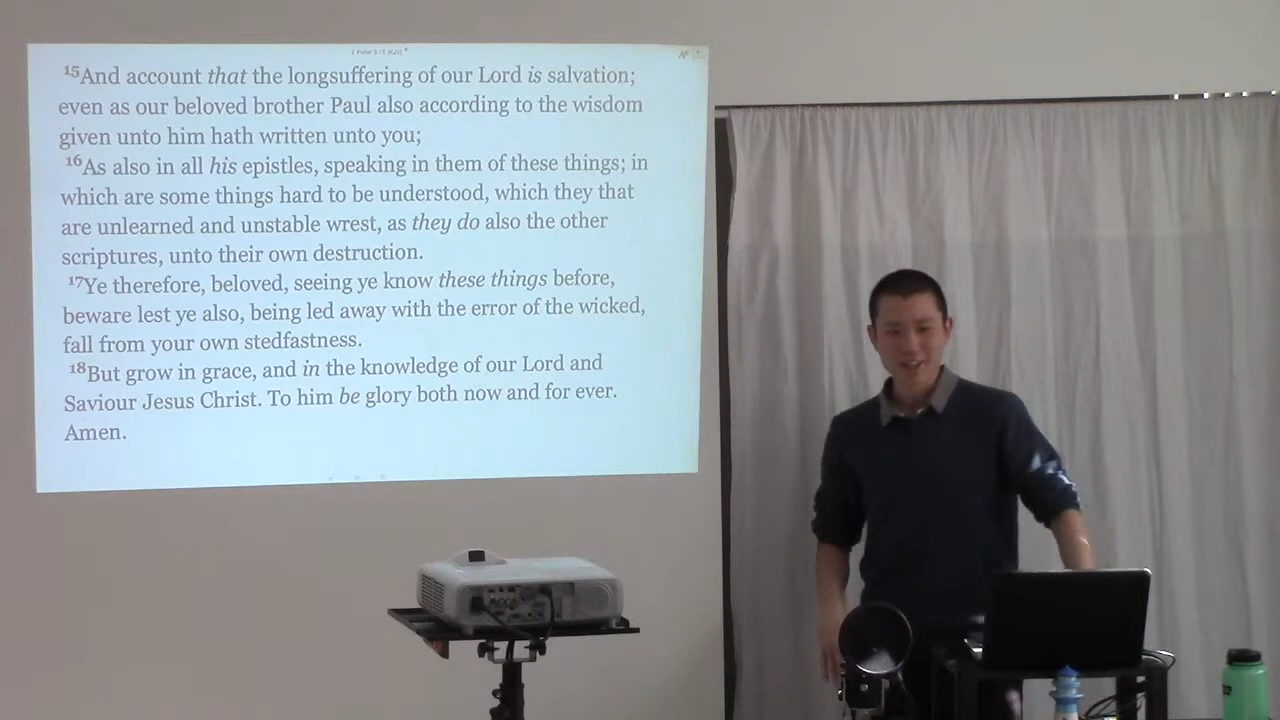 2 Peter 3:15 (KJV)
15And account that the longsuffering of our Lord is salvation;
even as our beloved brother Paul also according to the wisdom
given unto him hath written unto you;
16As also in all his epistles, speaking in them of these things; in
which are some things hard to be understood, which they that
are unlearned and unstable wrest, as they do also the other
scriptures, unto their own destruction.
17Ye therefore, beloved, seeing ye know these things before,
beware lest ye also, being led away with the error of the wicked,
fall from your own stedfastness.
18But grow in grace, and in the knowledge of our Lord and
Saviour Jesus Christ. To him be glory both now and for ever.
Amen.